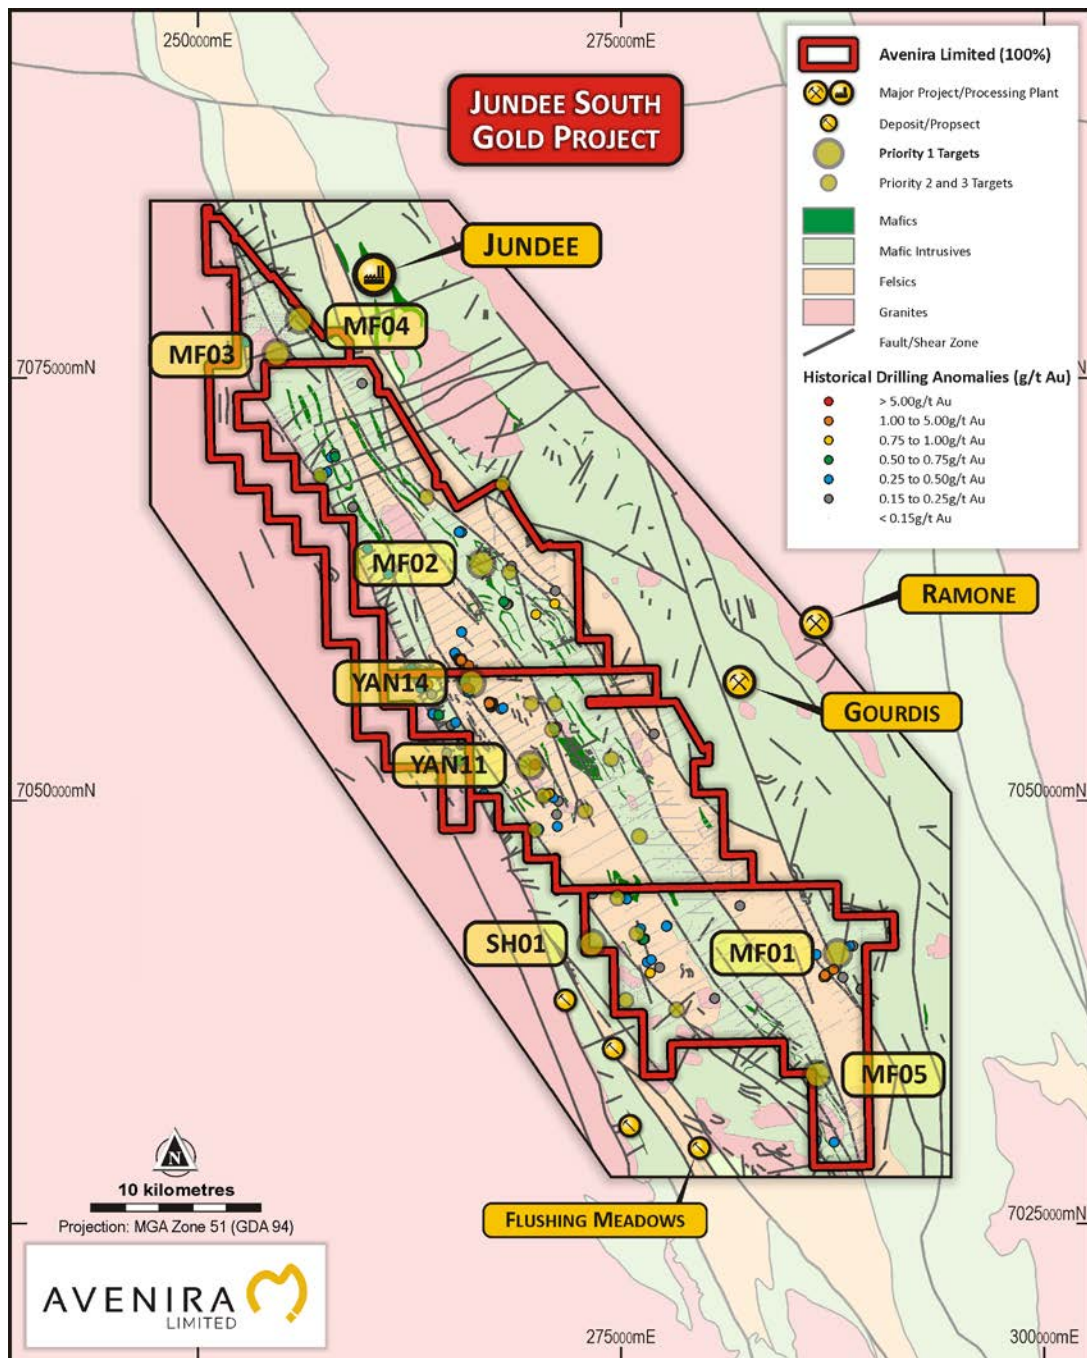 250000mE
275000mE
JUNDEE SOUTH
GOLD PROJECT
Avenira Limited (100%)
Major Project/Processing Plant
Deposit/Propsect
Priority 1 Targets
Priority 2 and 3 Targets
Mafics
Mafic Intrusives
Felsics
Granites
Fault/Shear Zone
Historical Drilling Anomalies (g/t Au)
> 5.00g/t Au
1.00 to 5.00g/t Au
0.75 to 1.00g/t Au
0.50 to 0.75g/t Au
0.25 to 0.50g/t Au
0.15 to 0.25g/t Au
< 0.15g/t Au
JUNDEE
MF04
MF03
7075000mN
MF02
RAMONE
YAN14
GOURDIS
YAN11
7050000mN
7050000mN
SH01
MF01
MF05
N
10 kilometres
Projection: MGA Zone 51 (GDA 94)
FLUSHING MEADOWS
7025000mN
AVENIRA
LIMITED
275000mE
300000mE